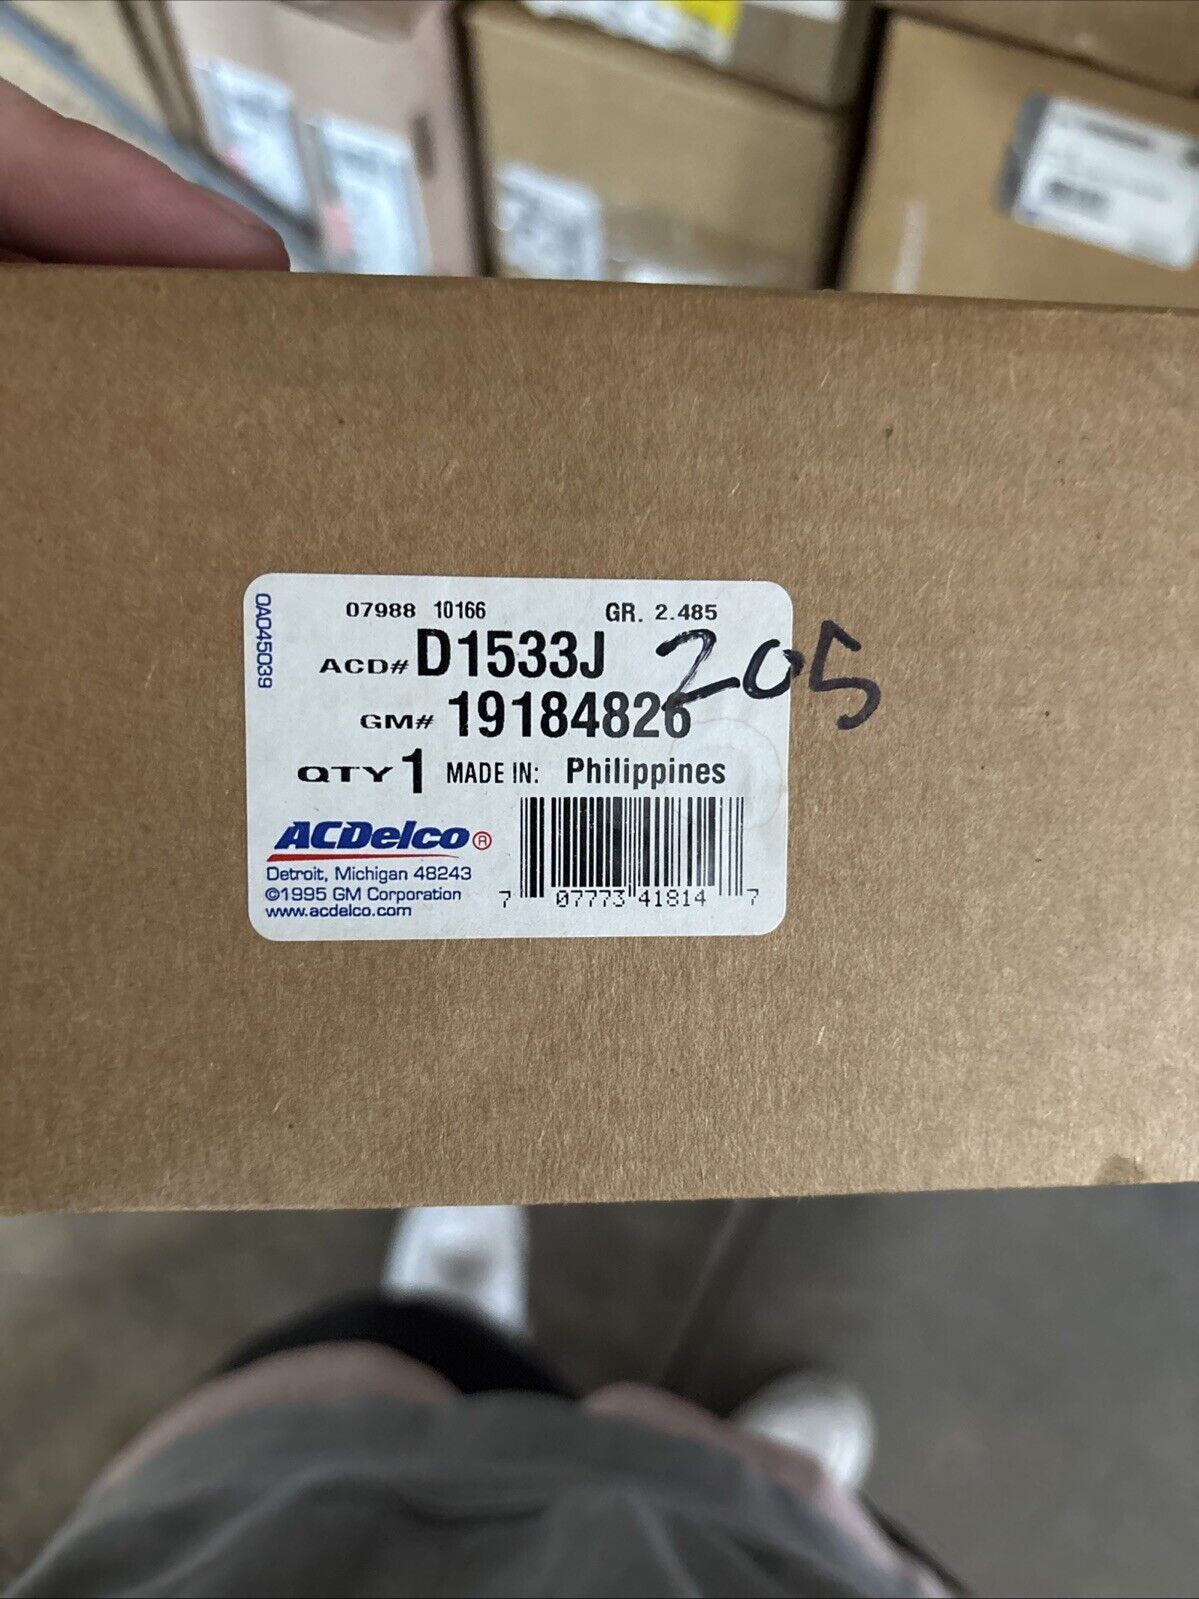 0A045039
07988 10166 GR. 2.485
ACD# D1533J
205
GM# 19184826
QTY 1 MADE IN: Philippines
ACDelco®
Detroit, Michigan 48243
©1995 GM Corporation
www.acdelco.com
7 07773 41814 7